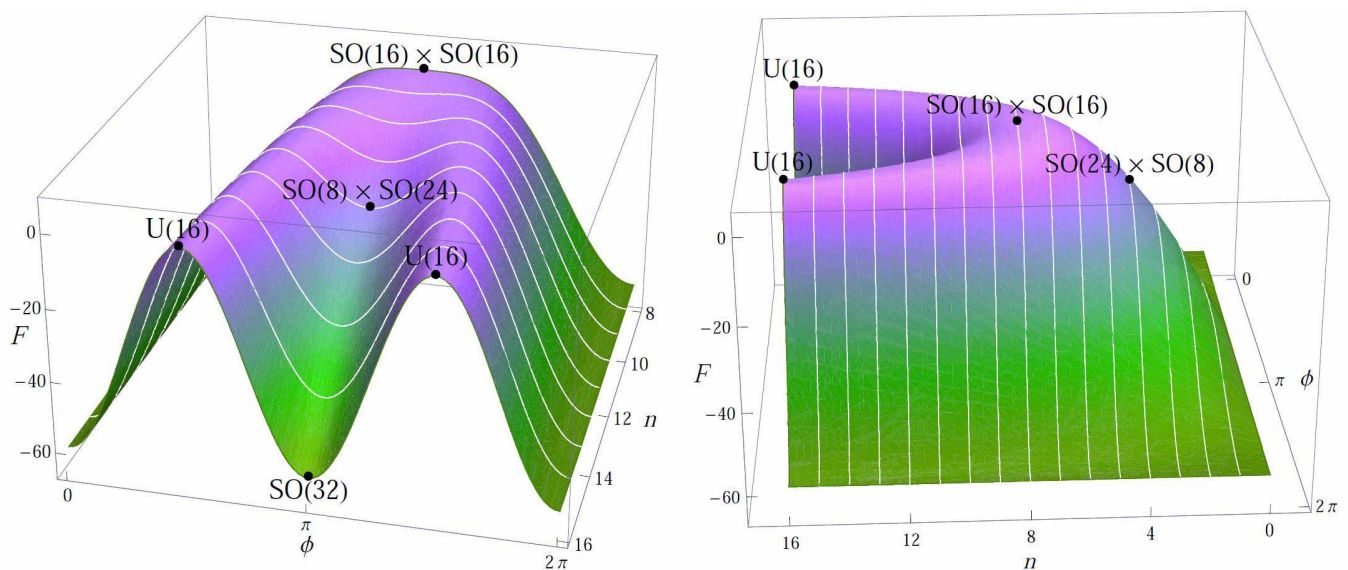 SO(16) × SO(16)
SO(8) × SO(24)
U(16)
U(16)
SO(32)
0
−20
F
−40
−60
0
π
ϕ
2 π
8
10
n
12
14
16
U(16)
SO(16) × SO(16)
U(16)
SO(24) × SO(8)
0
−20
F
−40
−60
16
12
8
4
0
n
0
π
ϕ
2 π